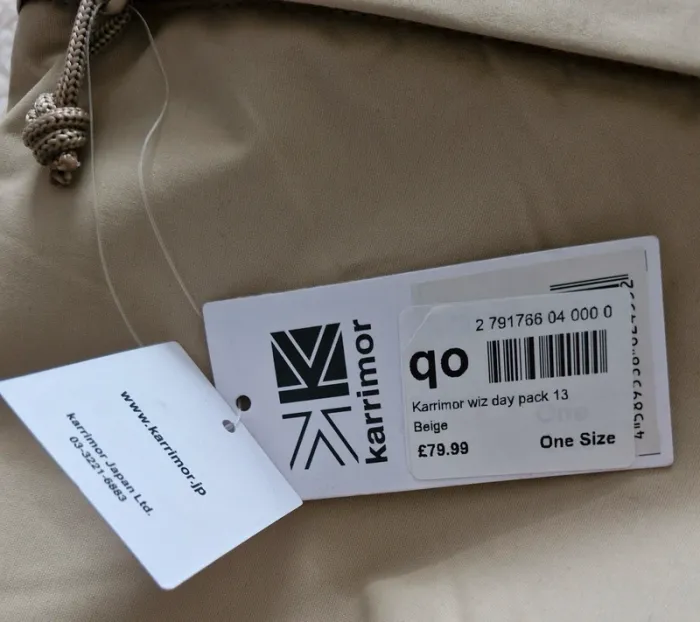 www.karrimor.jp
karrimor Japan Ltd.
03-3221-6883
karrimor
2 791766 04 000 0
qo
Karrimor wiz day pack 13
Beige
£79.99
One Size